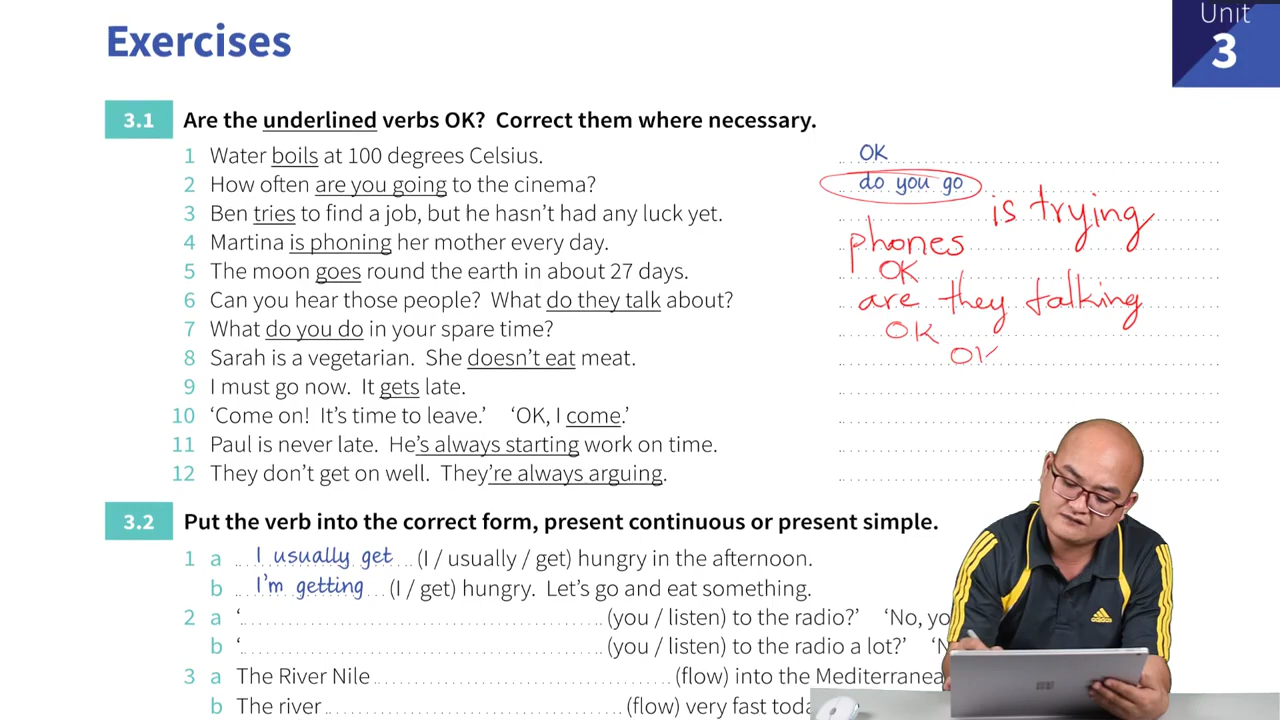 Exercises
Unit
3
3.1 Are the underlined verbs OK? Correct them where necessary.
1 Water boils at 100 degrees Celsius. OK
2 How often are you going to the cinema? do you go
3 Ben tries to find a job, but he hasn't had any luck yet. is trying
4 Martina is phoning her mother every day. phones
5 The moon goes round the earth in about 27 days. OK
6 Can you hear those people? What do they talk about? are they talking
7 What do you do in your spare time? OK
8 Sarah is a vegetarian. She doesn't eat meat. OK
9 I must go now. It gets late.
10 ‘Come on! It's time to leave.’ ‘OK, I come.’
11 Paul is never late. He's always starting work on time.
12 They don't get on well. They're always arguing.
3.2 Put the verb into the correct form, present continuous or present simple.
1 a I usually get (I / usually / get) hungry in the afternoon.
b I'm getting (I / get) hungry. Let's go and eat something.
2 a ‘ (you / listen) to the radio?’ ‘No, yo
b ‘ (you / listen) to the radio a lot?’ ‘N
3 a The River Nile (flow) into the Mediterranea
b The river (flow) very fast toda
adidas